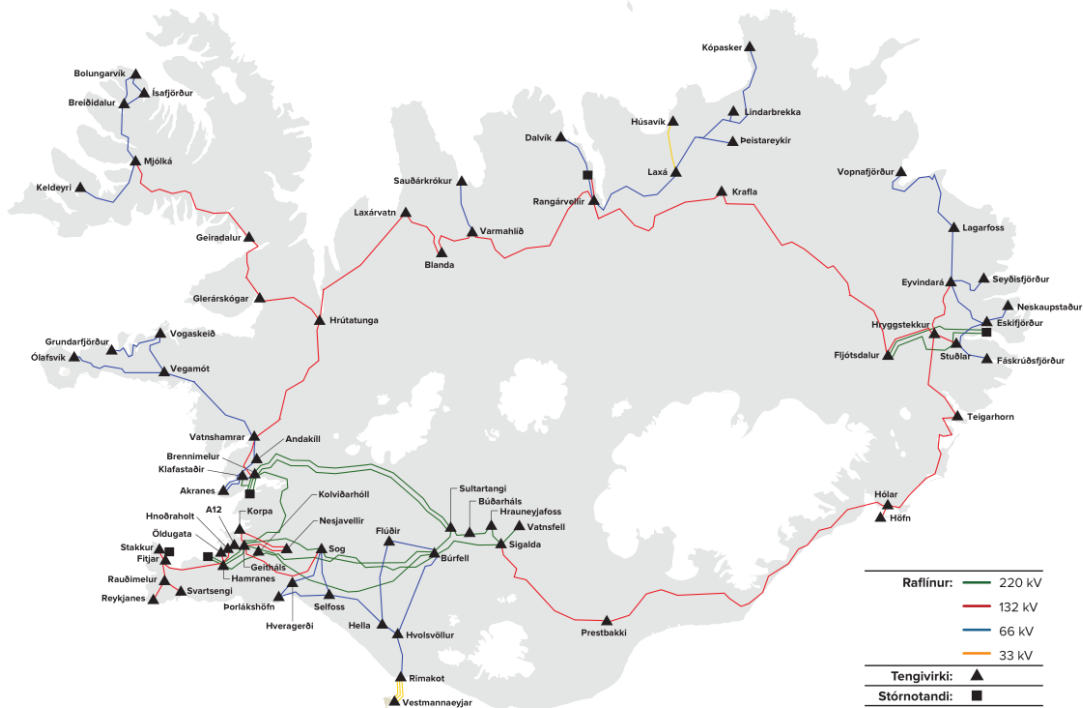 Kópasker
Bolungarvík
Ísafjörður
Breiðidalur
Lindarbrekka
Húsavík
Dalvík
Þeistareykir
Mjólká
Laxá
Vopnafjörður
Keldeyri
Sauðárkrókur
Krafla
Rangárvellir
Laxárvatn
Varmahlíð
Lagarfoss
Geiradalur
Blanda
Eyvindará
Seyðisfjörður
Glerárskógar
Neskaupstaður
Hrútatunga
Eskifjörður
Hryggstekkur
Vogaskeið
Grundarfjörður
Ólafsvík
Fljótsdalur
Stuðlar
Fáskrúðsfjörður
Vegamót
Teigarhorn
Vatnshamrar
Andakíll
Brennimelur
Klafastaðir
Akranes
Kolviðarhóll
Sultartangi
Búðarháls
Hrauneyjafoss
Vatnsfell
Hólar
Höfn
A12
Korpa
Hnoðraholt
Nesjavellir
Flúðir
Öldugata
Stakkur
Sog
Sigalda
Fitjar
Geitháls
Búrfell
Hamranes
Rauðimelur
Svartsengi
Reykjanes
Þorlákshöfn
Selfoss
Hveragerði
Hella
Hvolsvöllur
Prestbakki
Rimakot
Vestmannaeyjar
Raflínur:
220 kV
132 kV
66 kV
33 kV
Tengivirki:
Stórnotandi: